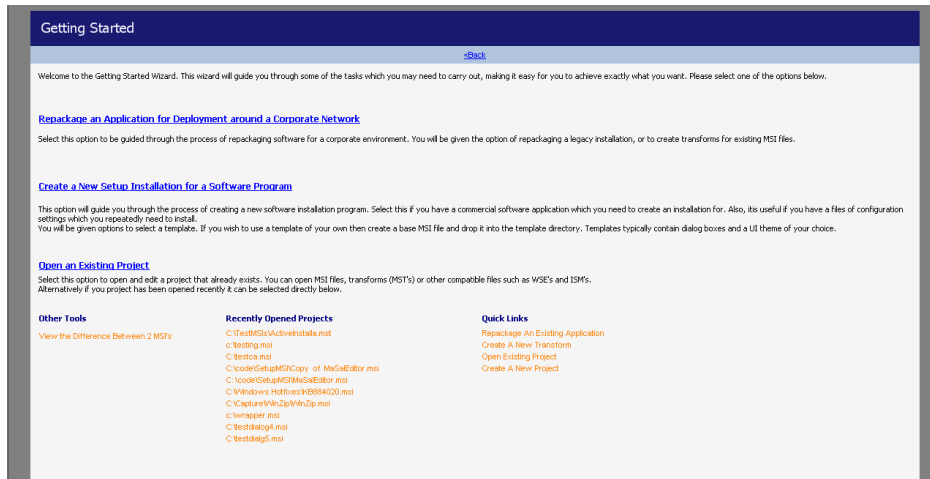 Getting Started
<Back
Welcome to the Getting Started Wizard. This wizard will guide you through some of the tasks which you may need to carry out, making it easy for you to achieve exactly what you want. Please select one of the options below.
Repackage an Application for Deployment around a Corporate Network
Select this option to be guided through the process of repackaging software for a corporate environment. You will be given the option of repackaging a legacy installation, or to create transforms for existing MSI files.
Create a New Setup Installation for a Software Program
This option will guide you through the process of creating a new software installation program. Select this if you have a commercial software application which you need to create an installation for. Also, itis useful if you have a files of configuration
settings which you repeatedly need to install.
You will be given options to select a template. If you wish to use a template of your own then create a base MSI file and drop it into the template directory. Templates typically contain dialog boxes and a UI theme of your choice.
Open an Existing Project
Select this option to open and edit a project that already exists. You can open MSI files, transforms (MST's) or other compatible files such as WSE's and ISM's.
Alternatively if you project has been opened recently it can be selected directly below.
Other Tools
View the Difference Between 2 MSI's
Recently Opened Projects
C:\TestMSIs\ActiveInstalla.mst
c:\testing.msi
C:\testca.msi
C:\code\SetupMSI\Copy of MaSaiEditor.msi
C:\code\SetupMSI\MaSaiEditor.msi
C:\Windows Hotfixes\KB884020.msi
C:\Capture\WinZip\WinZip.msi
c:\wrapper.msi
C:\testdialog4.msi
C:\testdialg5.msi
Quick Links
Repackage An Existing Application
Create A New Transform
Open Existing Project
Create A New Project